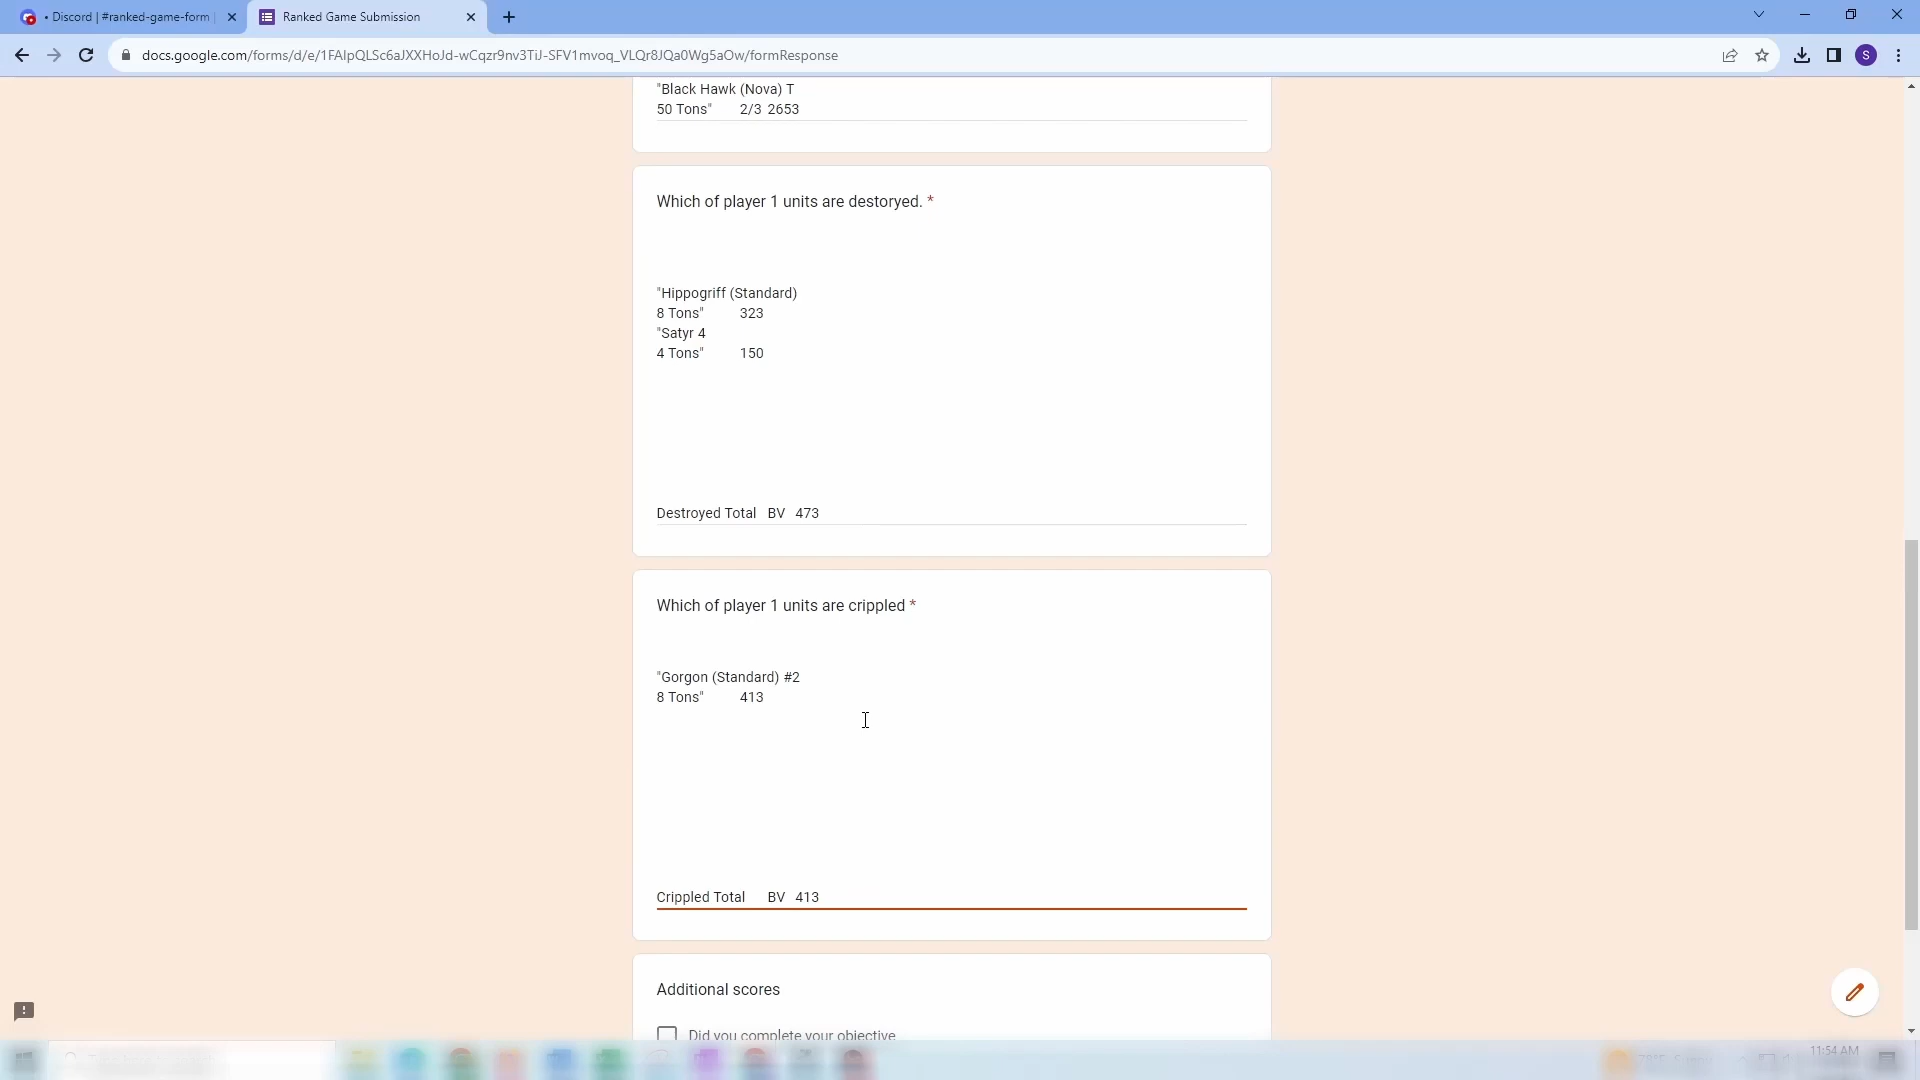 • Discord | #ranked-game-form |
Ranked Game Submission
docs.google.com/forms/d/e/1FAIpQLSc6aJXXHoJd-wCqzr9nv3TiJ-SFV1mvoq_VLQr8JQa0Wg5aOw/formResponse
S
"Black Hawk (Nova) T
50 Tons" 2/3 2653
Which of player 1 units are destoryed. *
"Hippogriff (Standard)
8 Tons" 323
"Satyr 4
4 Tons" 150
Destroyed Total BV 473
Which of player 1 units are crippled *
"Gorgon (Standard) #2
8 Tons" 413
Crippled Total BV 413
Additional scores
Did you complete your objective
11:54 AM